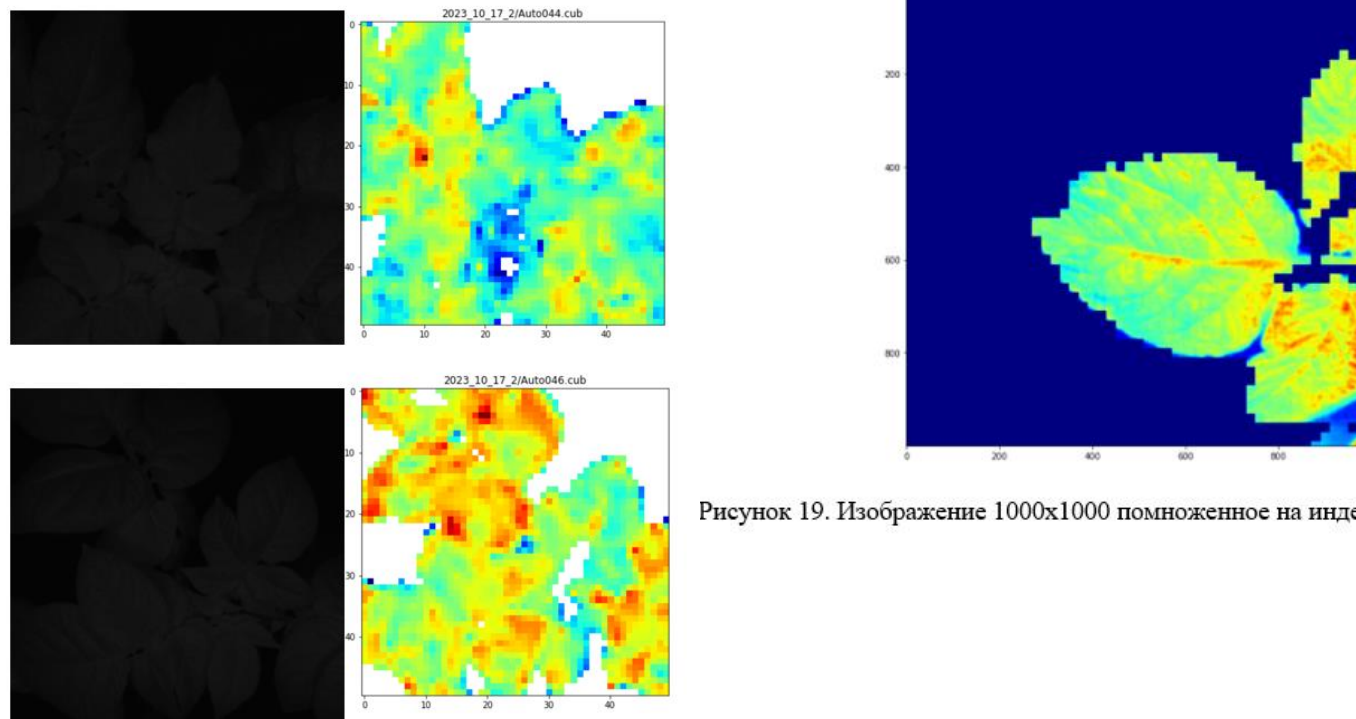 2023_10_17_2/Auto044.cub
0
10
20
30
40
0 10 20 30 40
2023_10_17_2/Auto046.cub
0
10
20
30
40
0 10 20 30 40
200
400
600
800
0 200 400 600 800
Рисунок 19. Изображение 1000х1000 помноженное на